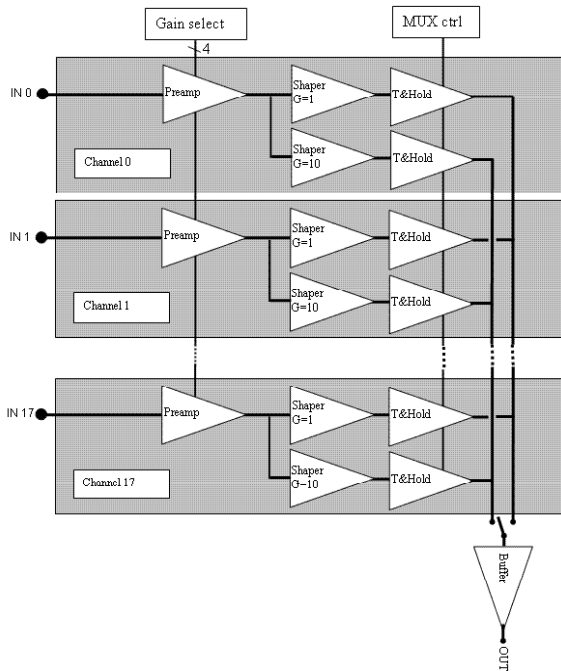 Gain select
MUX ctrl
4
IN 0
Preamp
Shaper
G=1
T&Hold
Shaper
G=10
T&Hold
Channel 0
IN 1
Preamp
Shaper
G=1
T&Hold
Shaper
G=10
T&Hold
Channel 1
IN 17
Preamp
Shaper
G=1
T&Hold
Shaper
G=10
T&Hold
Channel 17
Buffer
OUT